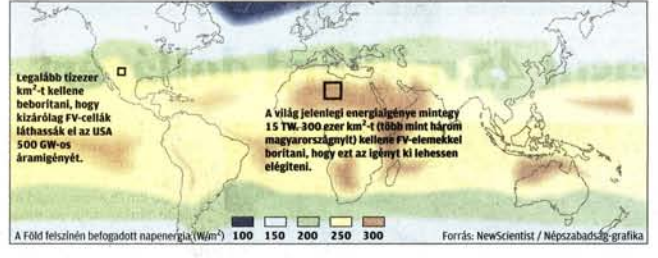 Legalább tízezer
km²-t kellene
beborítani, hogy
kizárólag FV-cellák
láthassák el az USA
500 GW-os
áramigényét.
A világ jelenlegi energiaigénye mintegy
15 TW. 300 ezer km²-t (több mint három
magyarországnyit) kellene FV-elemekkel
borítani, hogy ezt az igényt ki lehessen
elégíteni.
A Föld felszínén befogadott napenergia (W/m²) 100 150 200 250 300
Forrás: NewScientist / Népszabadság-grafika